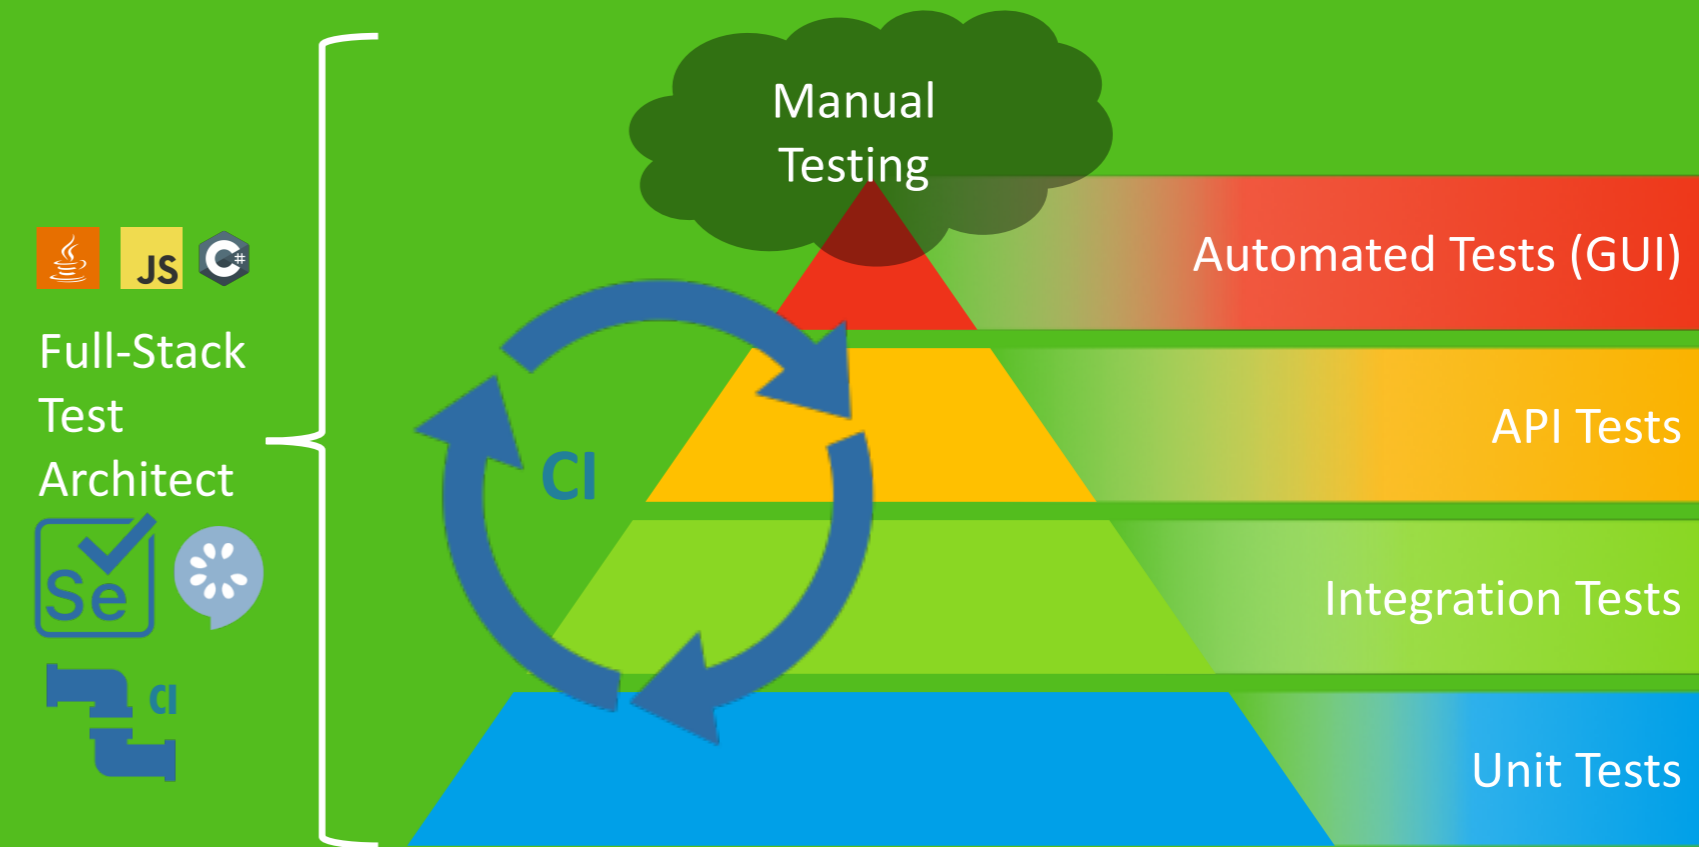 Manual
Testing
Automated Tests (GUI)
JS
C#
Full-Stack
Test
Architect
API Tests
CI
Se
Integration Tests
CI
Unit Tests